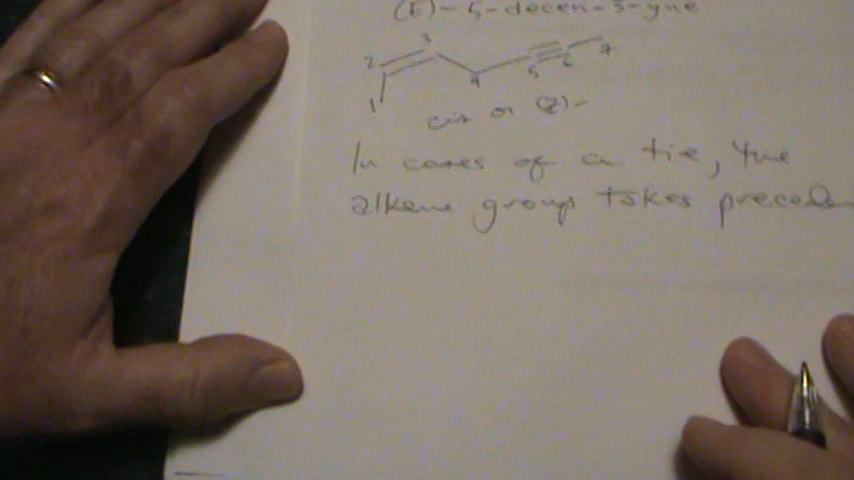 (E)-5-decen-3-yne
3
2
4
5
6
7
1
cis or (Z)-
In cases of a tie, the
alkene group takes preceden